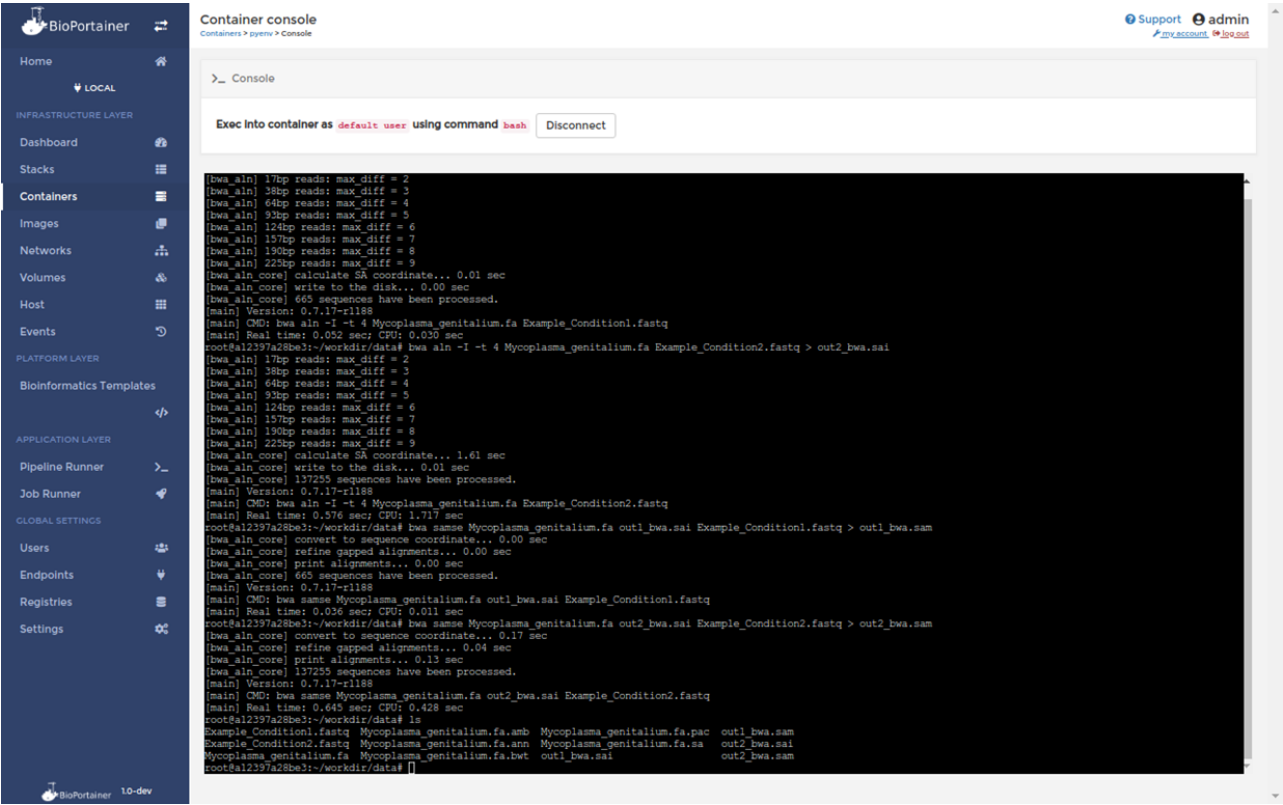 BioPortainer
Home
LOCAL
INFRASTRUCTURE LAYER
Dashboard
Stacks
Containers
Images
Networks
Volumes
Host
Events
PLATFORM LAYER
Bioinformatics Templates
</>
APPLICATION LAYER
Pipeline Runner >_
Job Runner
GLOBAL SETTINGS
Users
Endpoints
Registries
Settings
BioPortainer 1.0-dev
Container console
Containers > pyenv > Console
Support admin
my account log out
>_ Console
Exec into container as default user using command bash Disconnect
[bwa_aln] 17bp reads: max_diff = 2
[bwa_aln] 38bp reads: max_diff = 3
[bwa_aln] 64bp reads: max_diff = 4
[bwa_aln] 93bp reads: max_diff = 5
[bwa_aln] 124bp reads: max_diff = 6
[bwa_aln] 157bp reads: max_diff = 7
[bwa_aln] 190bp reads: max_diff = 8
[bwa_aln] 225bp reads: max_diff = 9
[bwa_aln_core] calculate SA coordinate... 0.01 sec
[bwa_aln_core] write to the disk... 0.00 sec
[bwa_aln_core] 665 sequences have been processed.
[main] Version: 0.7.17-r1188
[main] CMD: bwa aln -I -t 4 Mycoplasma_genitalium.fa Example_Condition1.fastq
[main] Real time: 0.052 sec; CPU: 0.030 sec
root@a12397a28be3:~/workdir/data# bwa aln -I -t 4 Mycoplasma_genitalium.fa Example_Condition2.fastq > out2_bwa.sai
[bwa_aln] 17bp reads: max_diff = 2
[bwa_aln] 38bp reads: max_diff = 3
[bwa_aln] 64bp reads: max_diff = 4
[bwa_aln] 93bp reads: max_diff = 5
[bwa_aln] 124bp reads: max_diff = 6
[bwa_aln] 157bp reads: max_diff = 7
[bwa_aln] 190bp reads: max_diff = 8
[bwa_aln] 225bp reads: max_diff = 9
[bwa_aln_core] calculate SA coordinate... 1.61 sec
[bwa_aln_core] write to the disk... 0.01 sec
[bwa_aln_core] 137255 sequences have been processed.
[main] Version: 0.7.17-r1188
[main] CMD: bwa aln -I -t 4 Mycoplasma_genitalium.fa Example_Condition2.fastq
[main] Real time: 0.576 sec; CPU: 1.717 sec
root@a12397a28be3:~/workdir/data# bwa samse Mycoplasma_genitalium.fa out1_bwa.sai Example_Condition1.fastq > out1_bwa.sam
[bwa_aln_core] convert to sequence coordinate... 0.00 sec
[bwa_aln_core] refine gapped alignments... 0.00 sec
[bwa_aln_core] print alignments... 0.00 sec
[bwa_aln_core] 665 sequences have been processed.
[main] Version: 0.7.17-r1188
[main] CMD: bwa samse Mycoplasma_genitalium.fa out1_bwa.sai Example_Condition1.fastq
[main] Real time: 0.036 sec; CPU: 0.011 sec
root@a12397a28be3:~/workdir/data# bwa samse Mycoplasma_genitalium.fa out2_bwa.sai Example_Condition2.fastq > out2_bwa.sam
[bwa_aln_core] convert to sequence coordinate... 0.17 sec
[bwa_aln_core] refine gapped alignments... 0.04 sec
[bwa_aln_core] print alignments... 0.13 sec
[bwa_aln_core] 137255 sequences have been processed.
[main] Version: 0.7.17-r1188
[main] CMD: bwa samse Mycoplasma_genitalium.fa out2_bwa.sai Example_Condition2.fastq
[main] Real time: 0.645 sec; CPU: 0.428 sec
root@a12397a28be3:~/workdir/data# ls
Example_Condition1.fastq Mycoplasma_genitalium.fa.amb Mycoplasma_genitalium.fa.pac out1_bwa.sam
Example_Condition2.fastq Mycoplasma_genitalium.fa.ann Mycoplasma_genitalium.fa.sa out2_bwa.sai
Mycoplasma_genitalium.fa Mycoplasma_genitalium.fa.bwt out1_bwa.sai out2_bwa.sam
root@a12397a28be3:~/workdir/data#